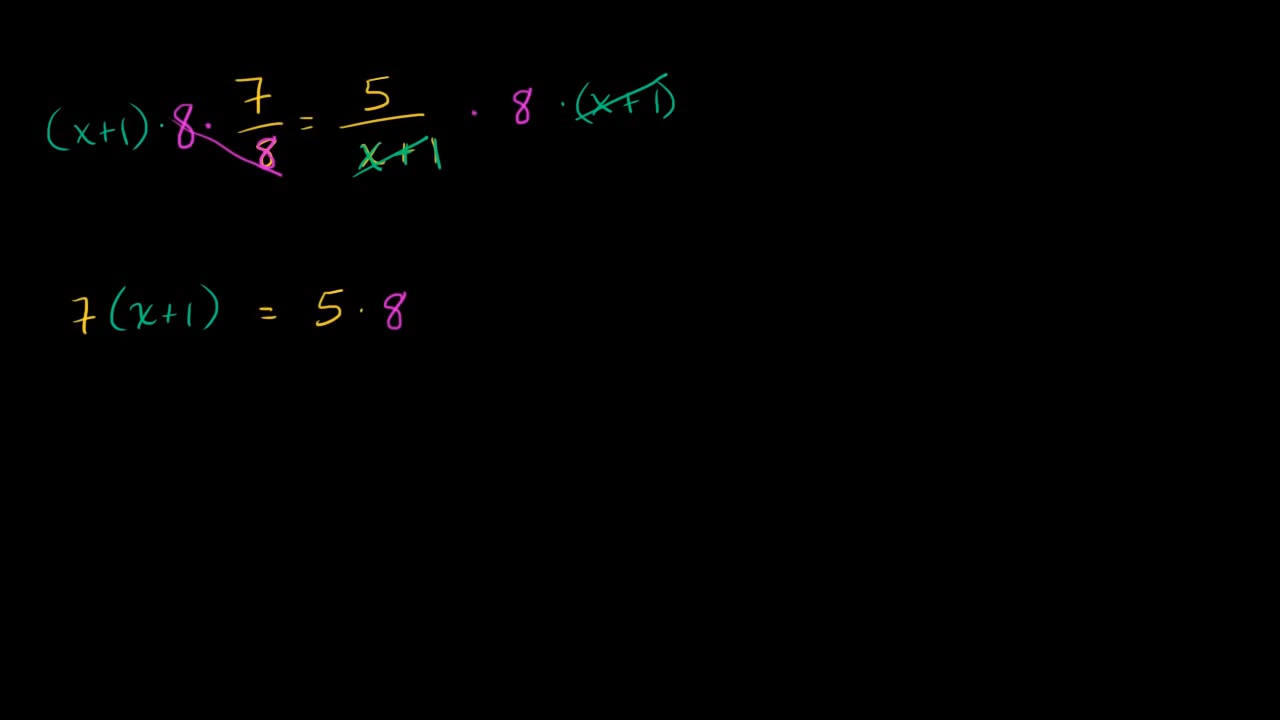 (x+1) · 8 · 7/8 = 5/(x+1) · 8 · (x+1)
7(x+1) = 5 · 8